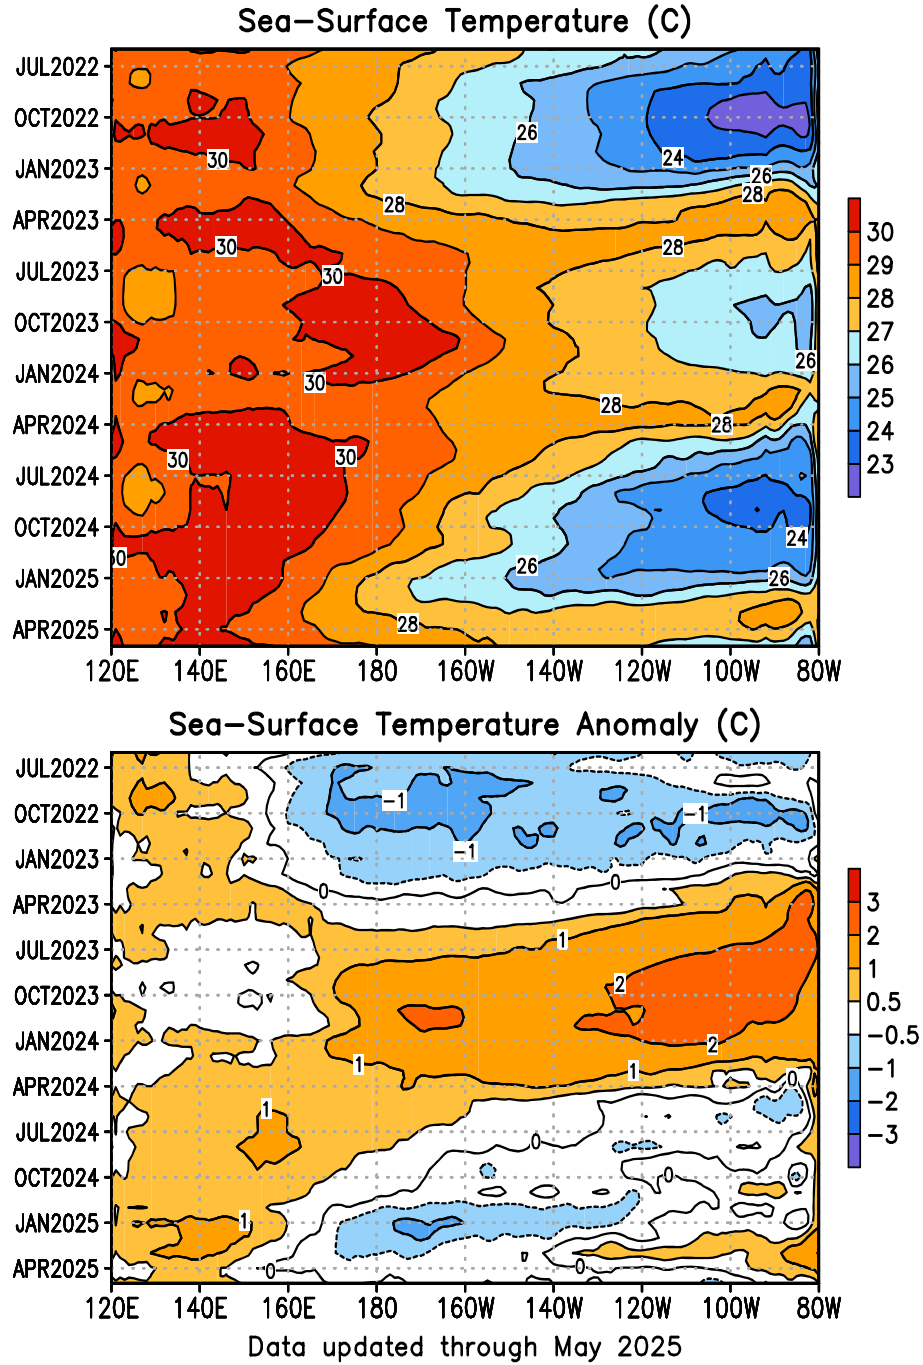 Sea-Surface Temperature (C)
JUL2022
OCT2022
26
30
24
JAN2023
26
28
28
APR2023
30
28
30
JUL2023
30
29
28
OCT2023
27
26
26
JAN2024
30
25
28
24
APR2024
28
30
30
23
JUL2024
OCT2024
24
30
26
JAN2025
26
28
APR2025
120E 140E 160E 180 160W 140W 120W 100W 80W
Sea-Surface Temperature Anomaly (C)
JUL2022
-1
OCT2022
-1
-1
JAN2023
0
0
APR2023
3
1
2
JUL2023
1
2
0.5
OCT2023
-0.5
JAN2024
2
1
1
-1
0
APR2024
-2
1
JUL2024
-3
0
OCT2024
0
1
JAN2025
0
0
APR2025
120E 140E 160E 180 160W 140W 120W 100W 80W
Data updated through May 2025